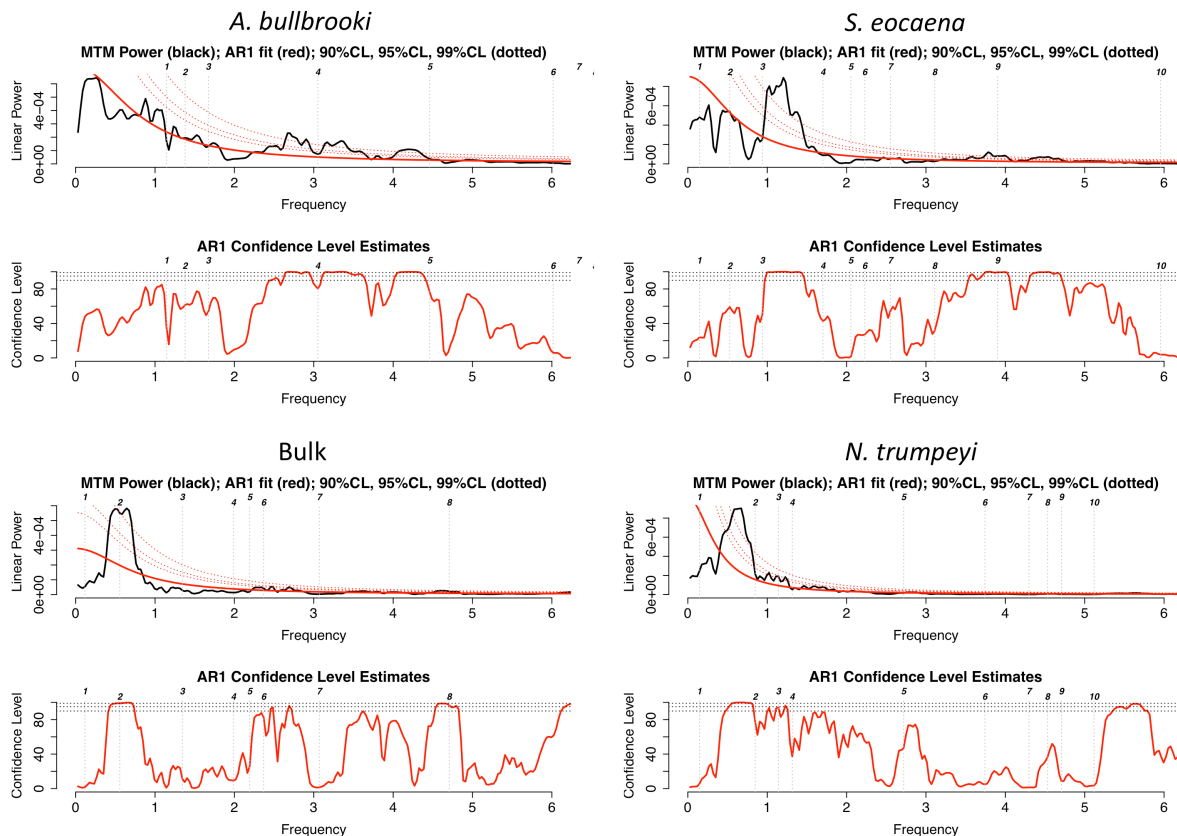 A. bullbrooki
MTM Power (black); AR1 fit (red); 90%CL, 95%CL, 99%CL (dotted)
1 2 3 4 5 6 7
Linear Power
0e+00 4e-04
0 1 2 3 4 5 6
Frequency
AR1 Confidence Level Estimates
1 2 3 4 5 6 7
Confidence Level
0 40 80
0 1 2 3 4 5 6
Frequency
S. eocaena
MTM Power (black); AR1 fit (red); 90%CL, 95%CL, 99%CL (dotted)
1 2 3 4 5 6 7 8 9 10
Linear Power
0e+00 6e-04
0 1 2 3 4 5 6
Frequency
AR1 Confidence Level Estimates
1 2 3 4 5 6 7 8 9 10
Confidence Level
0 40 80
0 1 2 3 4 5 6
Frequency
Bulk
MTM Power (black); AR1 fit (red); 90%CL, 95%CL, 99%CL (dotted)
1 2 3 4 5 6 7 8
Linear Power
0e+00 4e-04
0 1 2 3 4 5 6
Frequency
AR1 Confidence Level Estimates
1 2 3 4 5 6 7 8
Confidence Level
0 40 80
0 1 2 3 4 5 6
Frequency
N. trumpeyi
MTM Power (black); AR1 fit (red); 90%CL, 95%CL, 99%CL (dotted)
1 2 3 4 5 6 7 8 9 10
Linear Power
0e+00 6e-04
0 1 2 3 4 5 6
Frequency
AR1 Confidence Level Estimates
1 2 3 4 5 6 7 8 9 10
Confidence Level
0 40 80
0 1 2 3 4 5 6
Frequency